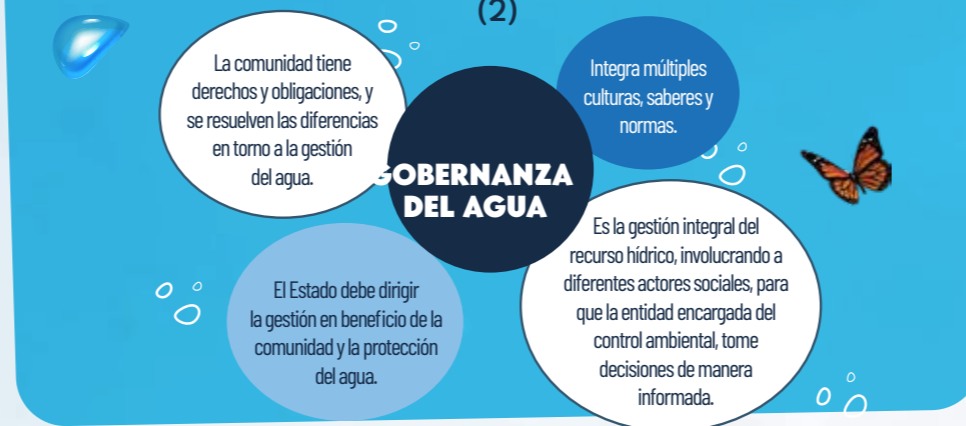 (2)
La comunidad tiene
derechos y obligaciones, y
se resuelven las diferencias
en torno a la gestión
del agua.
Integra múltiples
culturas, saberes y
normas.
GOBERNANZA
DEL AGUA
El Estado debe dirigir
la gestión en beneficio de la
comunidad y la protección
del agua.
Es la gestión integral del
recurso hídrico, involucrando a
diferentes actores sociales, para
que la entidad encargada del
control ambiental, tome
decisiones de manera
informada.